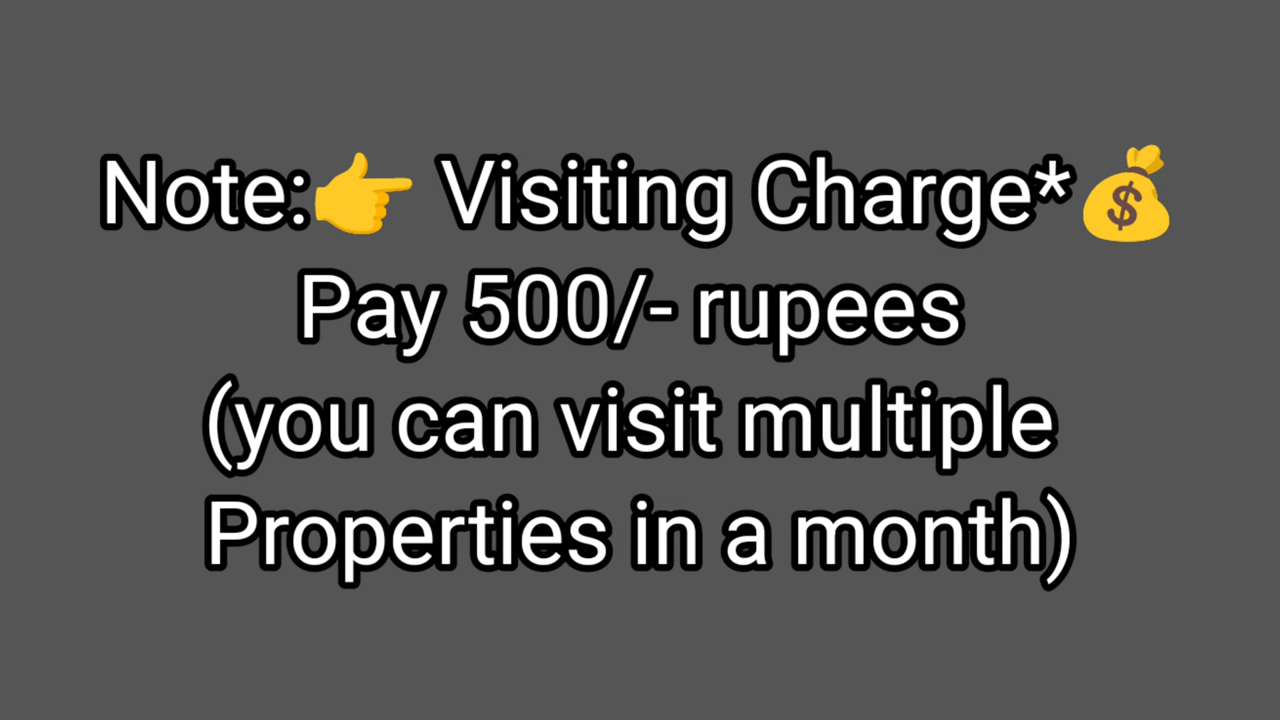 Note:👉 Visiting Charge*💰
Pay 500/- rupees
(you can visit multiple
Properties in a month)